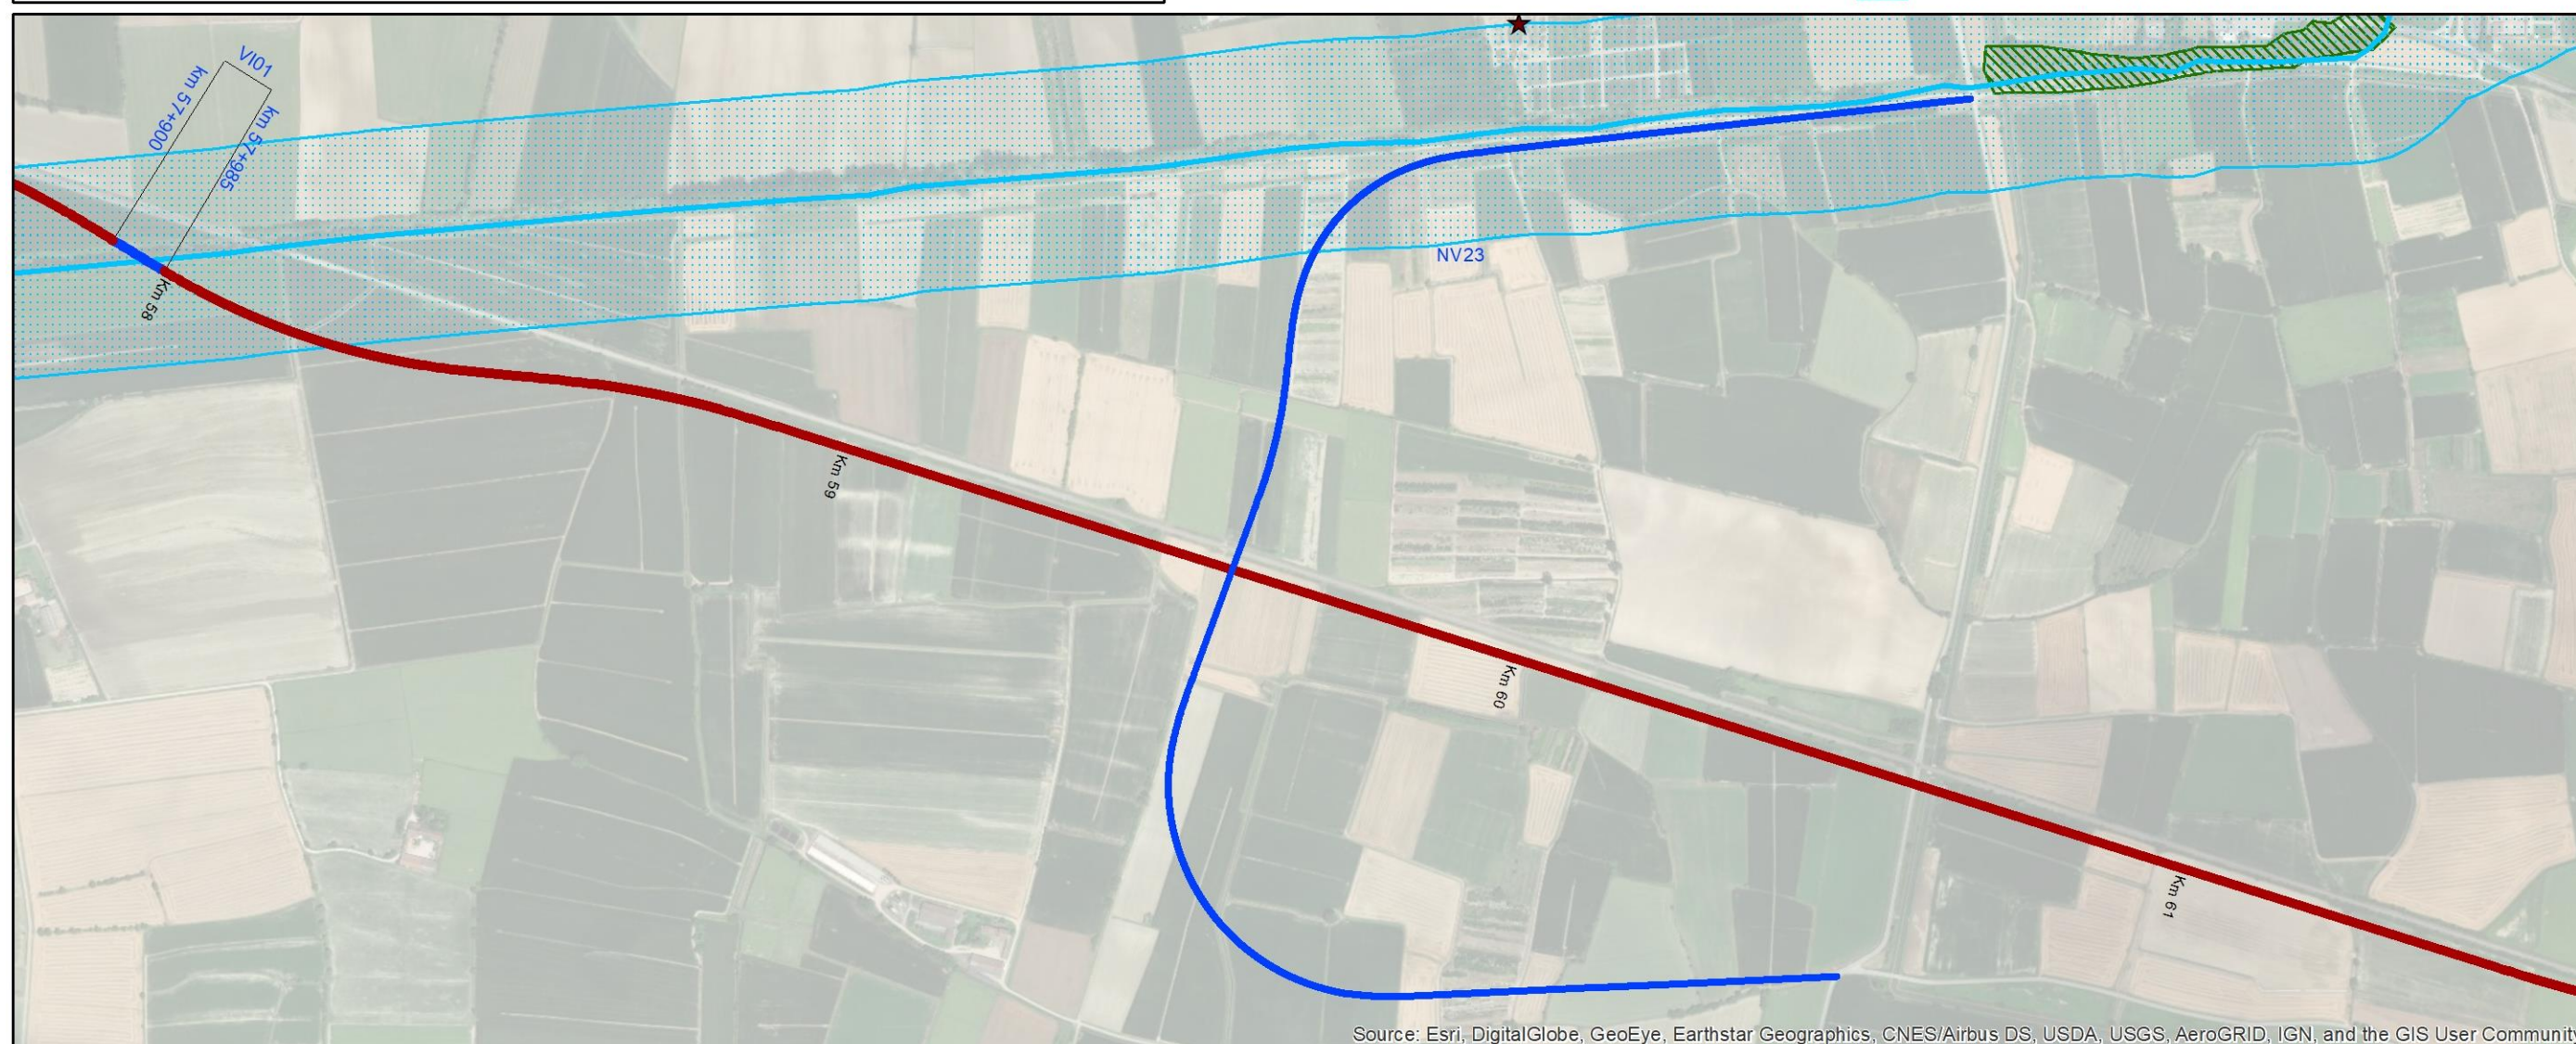 VI01
km 57+900
km 57+985
Km 58
NV23
Km 59
Km 60
Km 61
Source: Esri, DigitalGlobe, GeoEye, Earthstar Geographics, CNES/Airbus DS, USDA, USGS, AeroGRID, IGN, and the GIS User Community